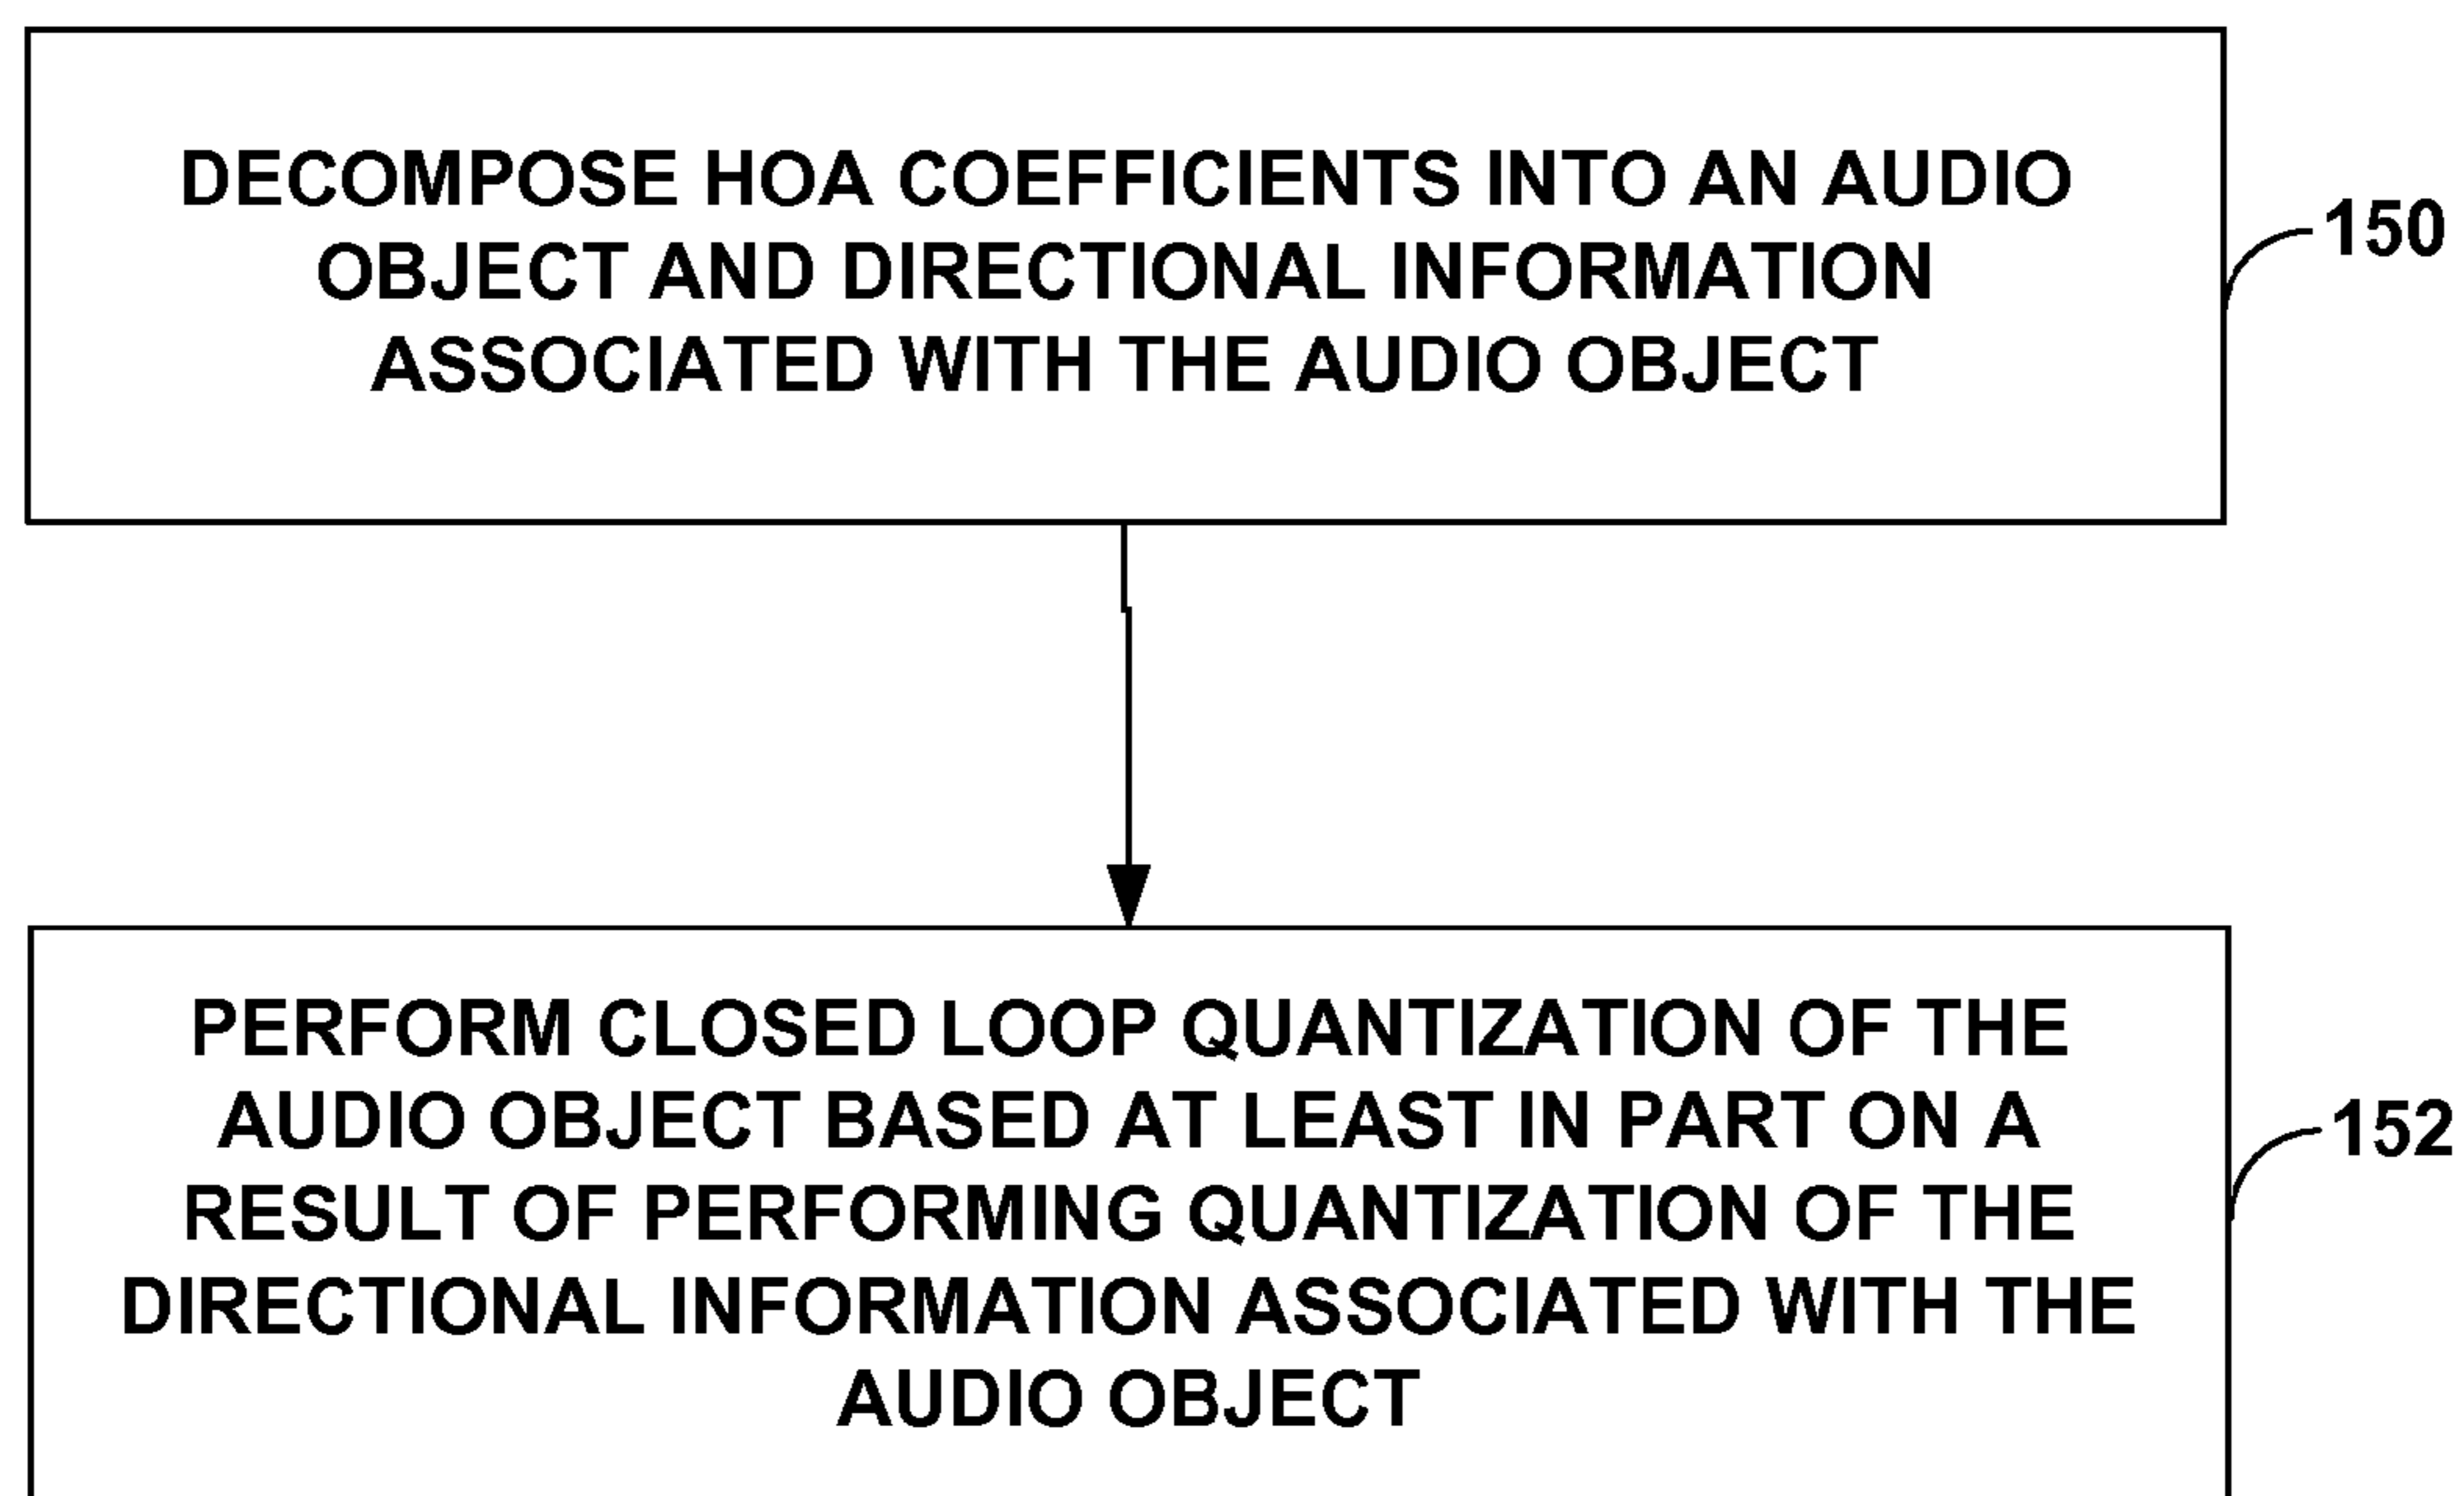 DECOMPOSE HOA COEFFICIENTS INTO AN AUDIO
OBJECT AND DIRECTIONAL INFORMATION
ASSOCIATED WITH THE AUDIO OBJECT
150
PERFORM CLOSED LOOP QUANTIZATION OF THE
AUDIO OBJECT BASED AT LEAST IN PART ON A
RESULT OF PERFORMING QUANTIZATION OF THE
DIRECTIONAL INFORMATION ASSOCIATED WITH THE
AUDIO OBJECT
152